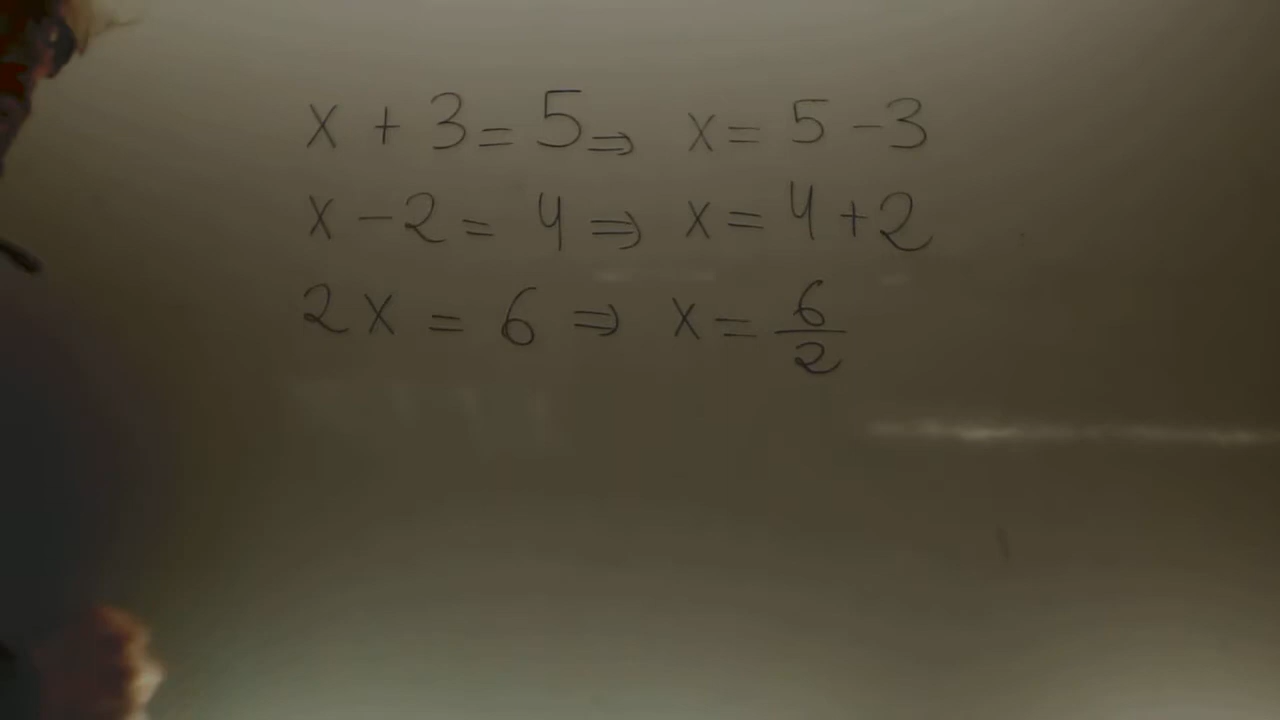 x + 3 = 5 ⇒ x = 5 - 3
x - 2 = 4 ⇒ x = 4 + 2
2x = 6 ⇒ x = 6/2